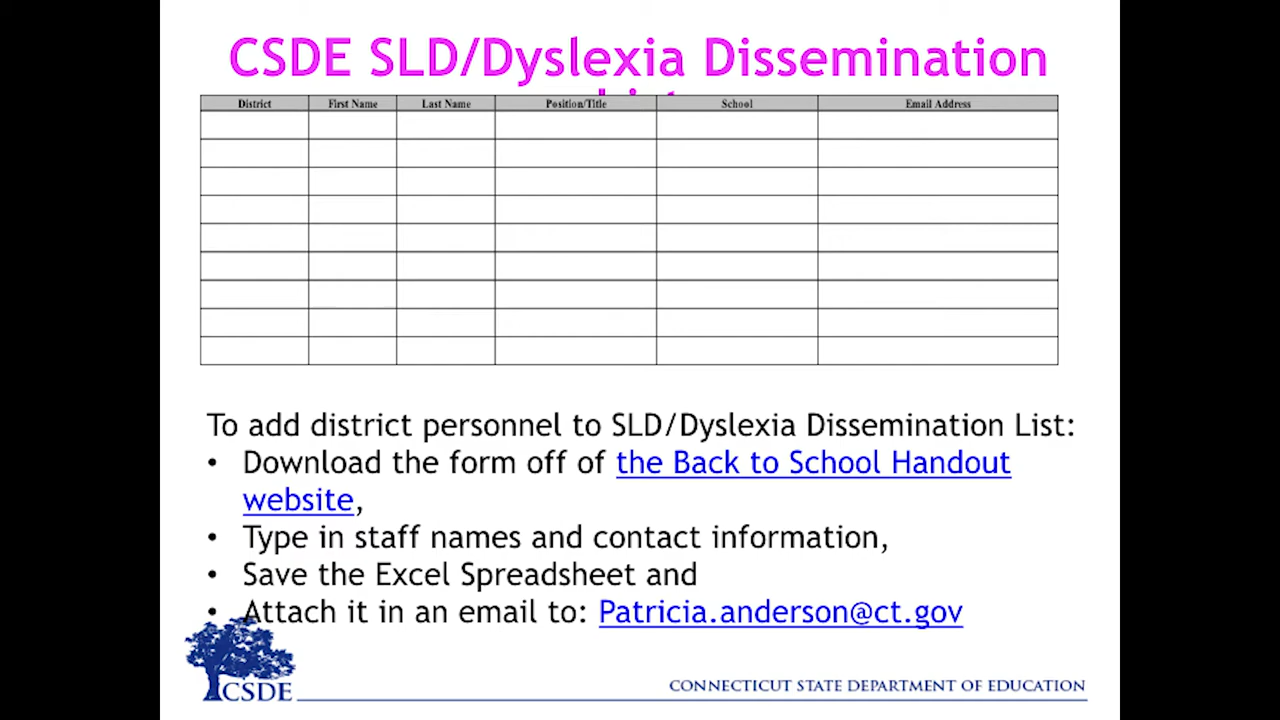 CSDE SLD/Dyslexia Dissemination
District First Name Last Name Position/Title School Email Address
To add district personnel to SLD/Dyslexia Dissemination List:
• Download the form off of the Back to School Handout
website,
• Type in staff names and contact information,
• Save the Excel Spreadsheet and
• Attach it in an email to: Patricia.anderson@ct.gov
CSDE
CONNECTICUT STATE DEPARTMENT OF EDUCATION